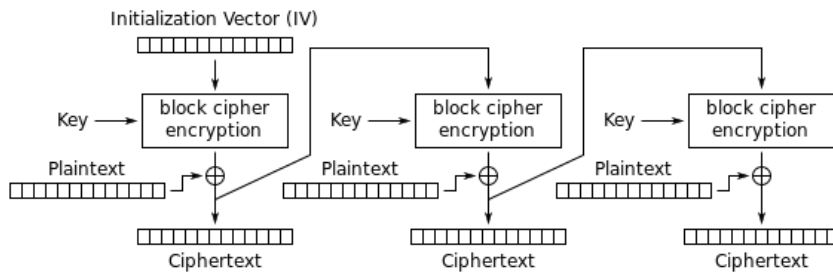 Initialization Vector (IV)
Key
block cipher
encryption
Key
block cipher
encryption
Key
block cipher
encryption
Plaintext
Plaintext
Plaintext
Ciphertext
Ciphertext
Ciphertext